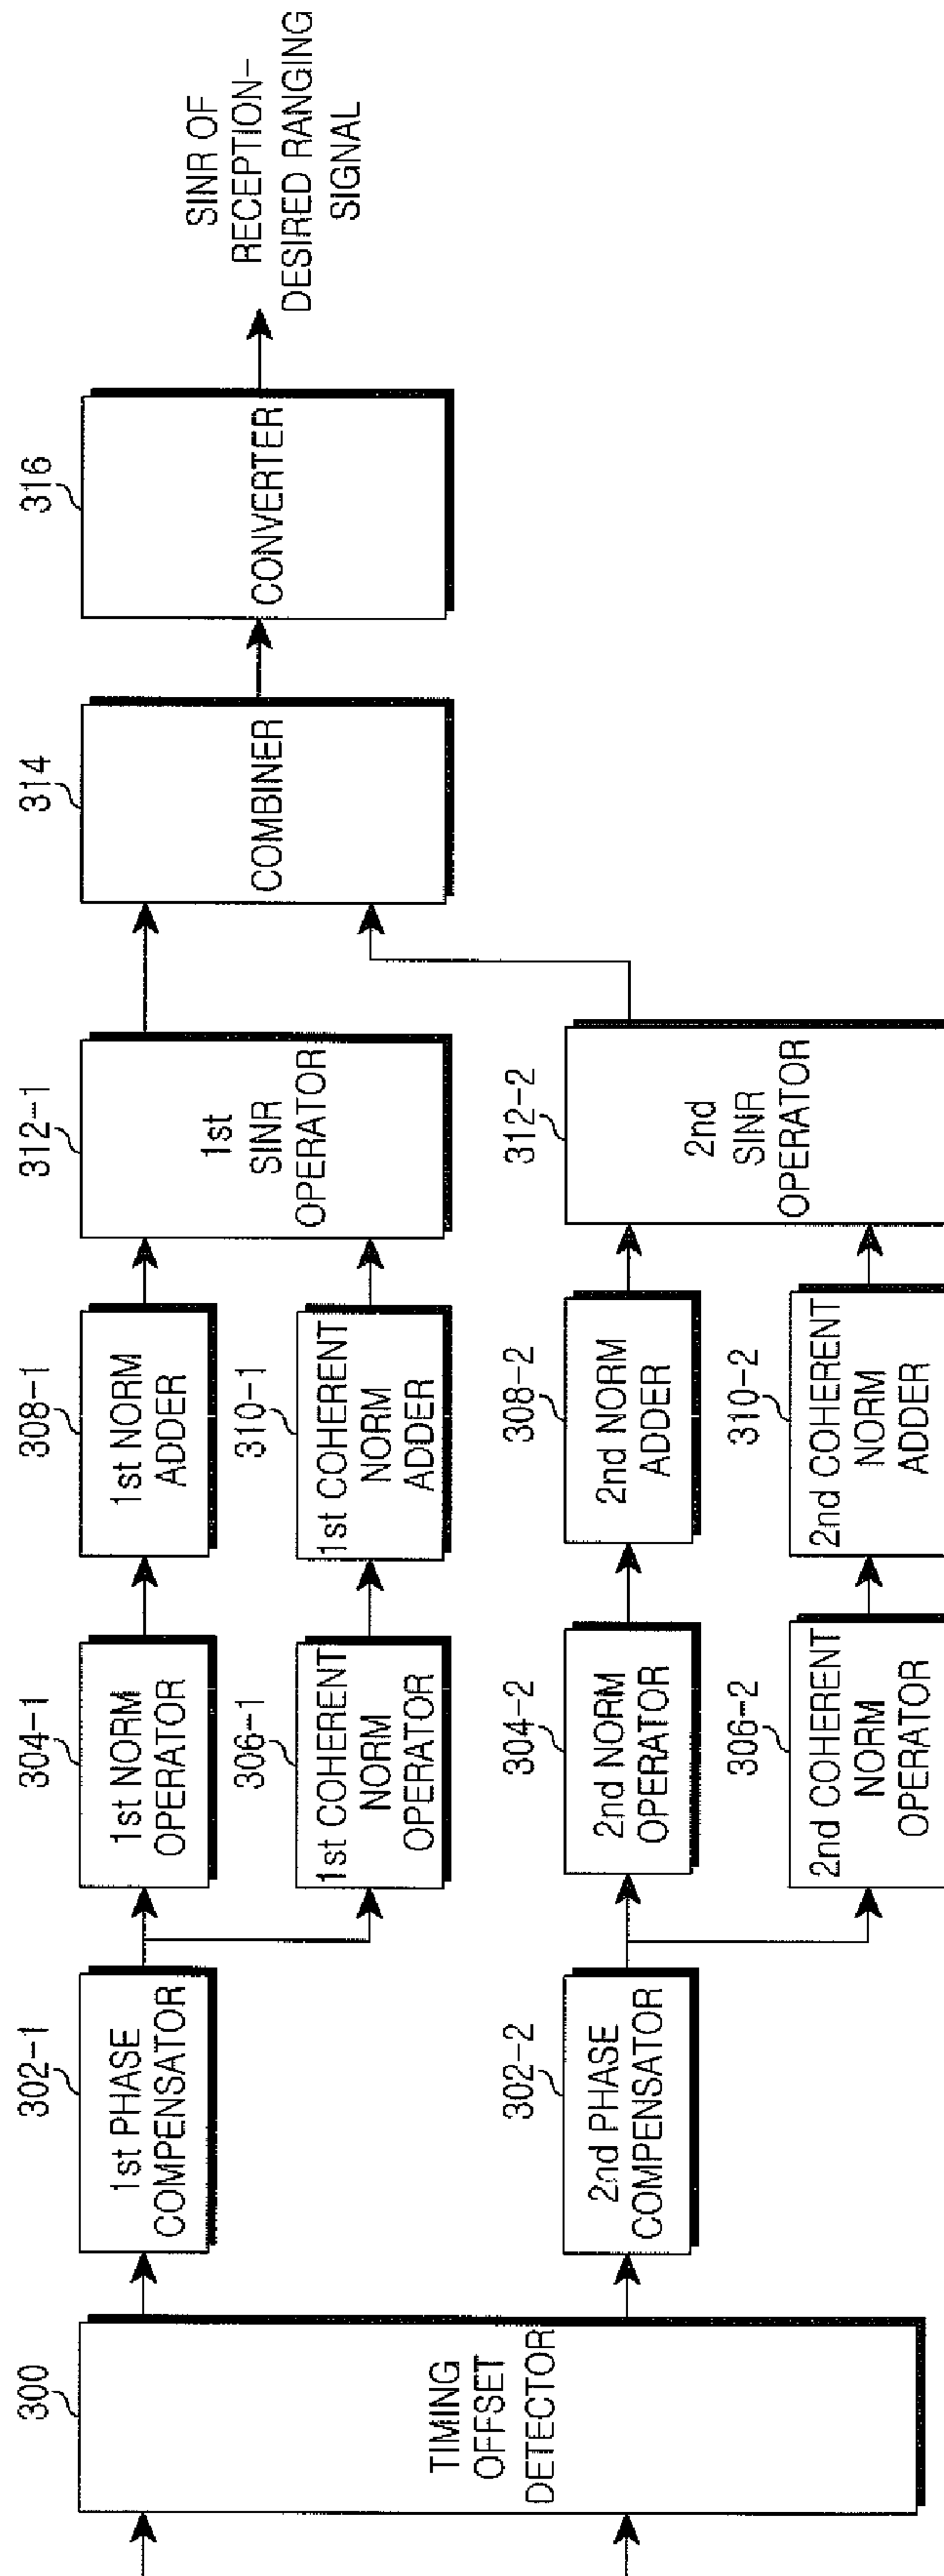 300
TIMING
OFFSET
DETECTOR
302-1
1st PHASE
COMPENSATOR
302-2
2nd PHASE
COMPENSATOR
304-1
1st NORM
OPERATOR
306-1
1st COHERENT
NORM
OPERATOR
304-2
2nd NORM
OPERATOR
306-2
2nd COHERENT
NORM
OPERATOR
308-1
1st NORM
ADDER
310-1
1st COHERENT
NORM
ADDER
308-2
2nd NORM
ADDER
310-2
2nd COHERENT
NORM
ADDER
312-1
1st
SINR
OPERATOR
312-2
2nd
SINR
OPERATOR
314
COMBINER
316
CONVERTER
SINR OF
RECEPTION-
DESIRED RANGING
SIGNAL